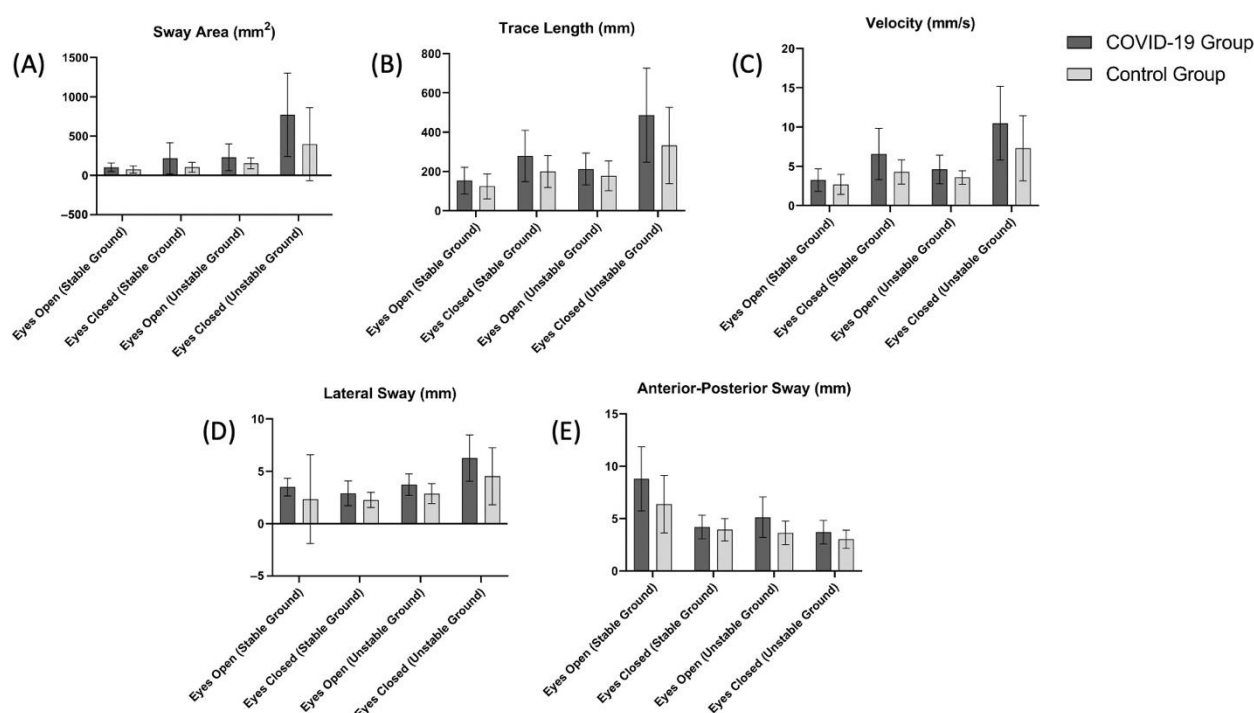 Sway Area (mm²)
(A)
1500
1000
500
0
–500
Eyes Open (Stable Ground)
Eyes Closed (Stable Ground)
Eyes Open (Unstable Ground)
Eyes Closed (Unstable Ground)
Trace Length (mm)
(B)
800
600
400
200
0
Eyes Open (Stable Ground)
Eyes Closed (Stable Ground)
Eyes Open (Unstable Ground)
Eyes Closed (Unstable Ground)
Velocity (mm/s)
(C)
20
15
10
5
0
Eyes Open (Stable Ground)
Eyes Closed (Stable Ground)
Eyes Open (Unstable Ground)
Eyes Closed (Unstable Ground)
COVID-19 Group
Control Group
Lateral Sway (mm)
(D)
10
5
0
–5
Eyes Open (Stable Ground)
Eyes Closed (Stable Ground)
Eyes Open (Unstable Ground)
Eyes Closed (Unstable Ground)
Anterior-Posterior Sway (mm)
(E)
15
10
5
0
Eyes Open (Stable Ground)
Eyes Closed (Stable Ground)
Eyes Open (Unstable Ground)
Eyes Closed (Unstable Ground)